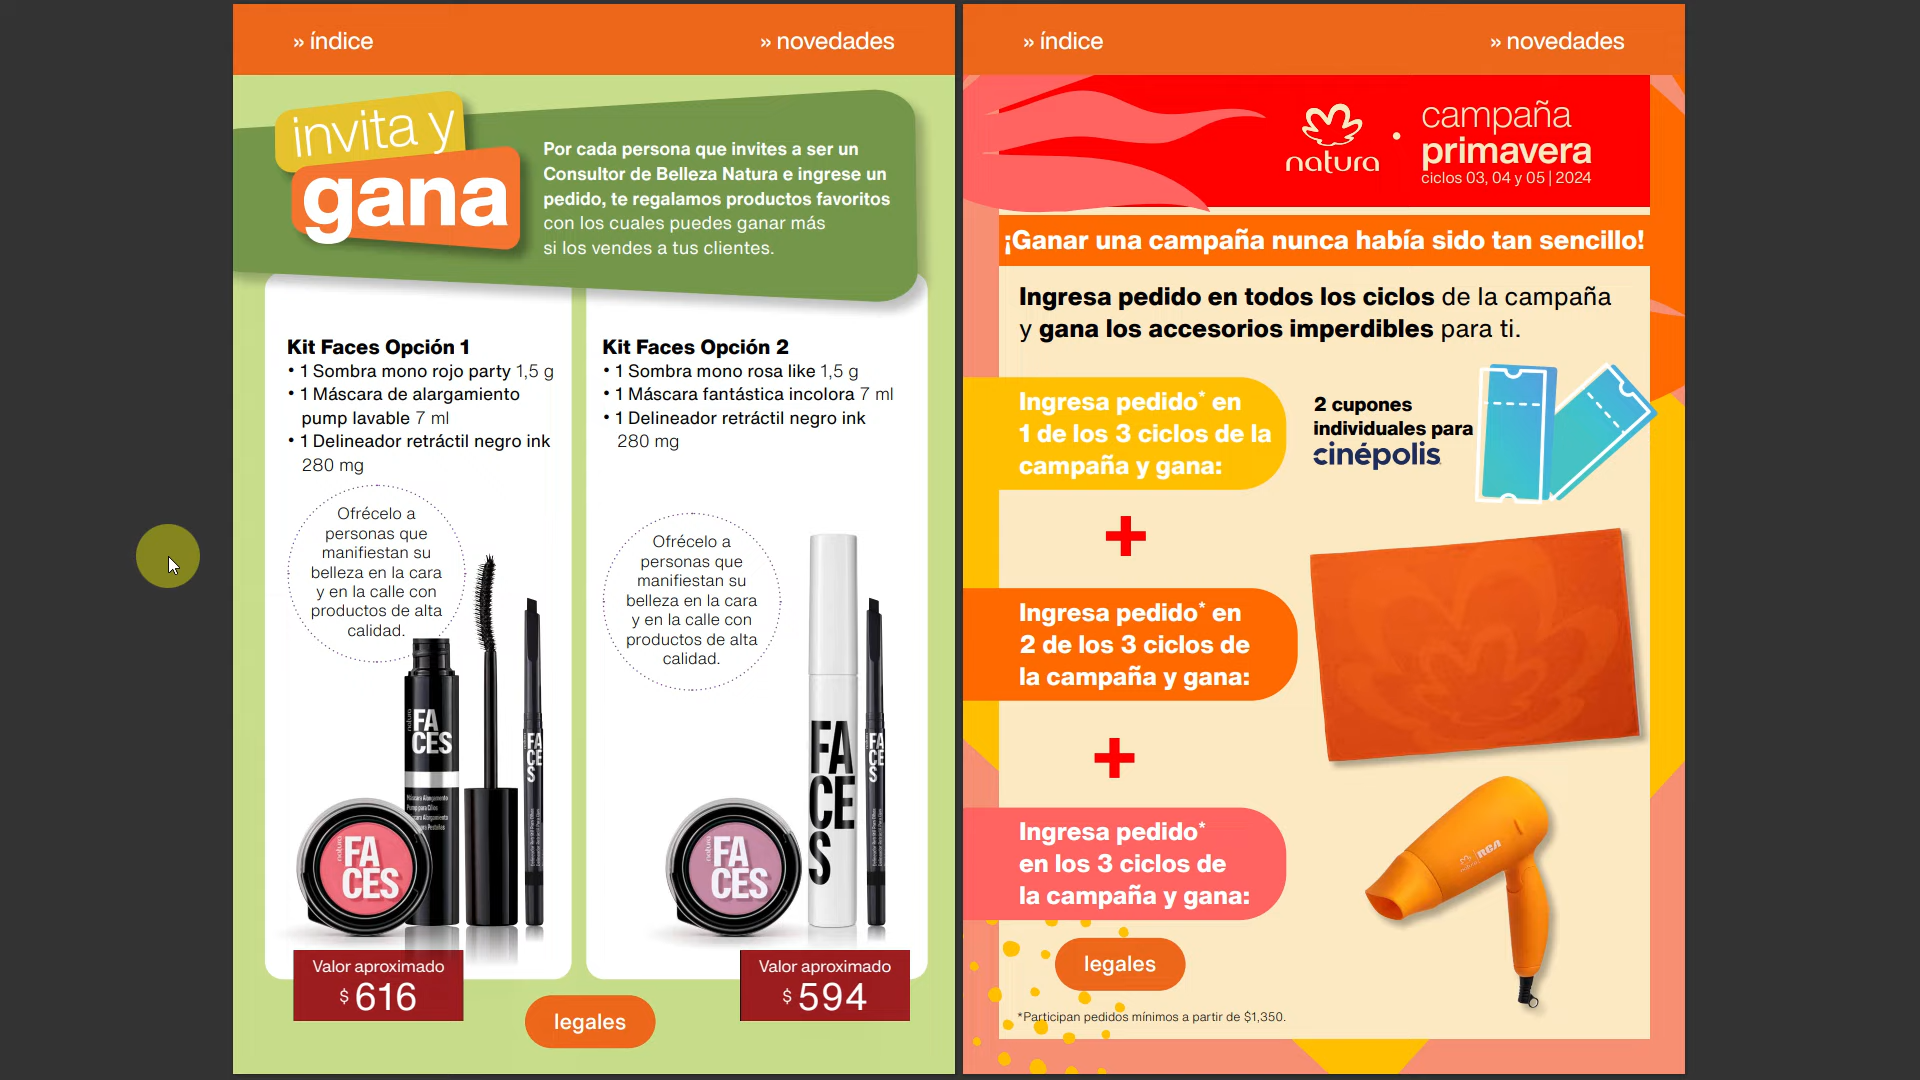 » índice
» novedades
invita y
gana
Por cada persona que invites a ser un
Consultor de Belleza Natura e ingrese un
pedido, te regalamos productos favoritos
con los cuales puedes ganar más
si los vendes a tus clientes.
Kit Faces Opción 1
• 1 Sombra mono rojo party 1,5 g
• 1 Máscara de alargamiento
pump lavable 7 ml
• 1 Delineador retráctil negro ink
280 mg
Ofrécelo a
personas que
manifiestan su
belleza en la cara
y en la calle con
productos de alta
calidad.
natura
FA
CES
FA
CES
FA
CE
S
Valor aproximado
$ 616
Kit Faces Opción 2
• 1 Sombra mono rosa like 1,5 g
• 1 Máscara fantástica incolora 7 ml
• 1 Delineador retráctil negro ink
280 mg
Ofrécelo a
personas que
manifiestan su
belleza en la cara
y en la calle con
productos de alta
calidad.
FA
CES
FA
CE
S
FA
CE
S
Valor aproximado
$ 594
legales
» índice
» novedades
natura
campaña
primavera
ciclos 03, 04 y 05 | 2024
¡Ganar una campaña nunca había sido tan sencillo!
Ingresa pedido en todos los ciclos de la campaña
y gana los accesorios imperdibles para ti.
Ingresa pedido* en
1 de los 3 ciclos de la
campaña y gana:
2 cupones
individuales para
cinépolis
+
Ingresa pedido* en
2 de los 3 ciclos de
la campaña y gana:
+
Ingresa pedido*
en los 3 ciclos de
la campaña y gana:
RCA
legales
*Participan pedidos mínimos a partir de $1,350.